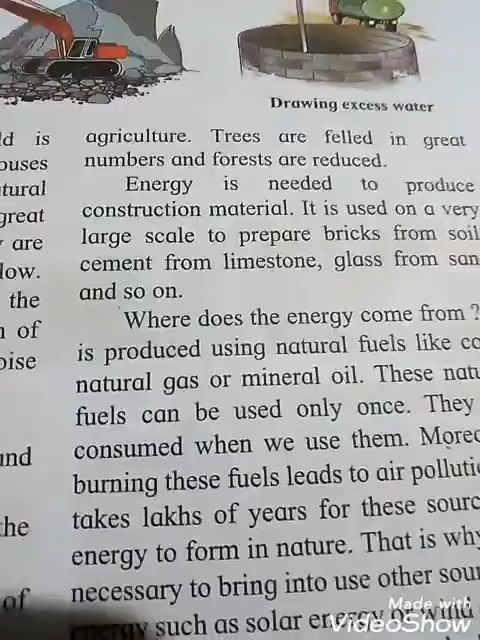 Drawing excess water
ld is
ouses
tural
great
are
low.
the
of
oise
und
the
of
agriculture. Trees are felled in great
numbers and forests are reduced.
Energy is needed to produce
construction material. It is used on a very
large scale to prepare bricks from soil
cement from limestone, glass from san
and so on.
Where does the energy come from ?
is produced using natural fuels like co
natural gas or mineral oil. These natu
fuels can be used only once. They
consumed when we use them. Moreo
burning these fuels leads to air polluti
takes lakhs of years for these sourc
energy to form in nature. That is why
necessary to bring into use other sour
energy such as solar energy or wind
Made with
VideoShow